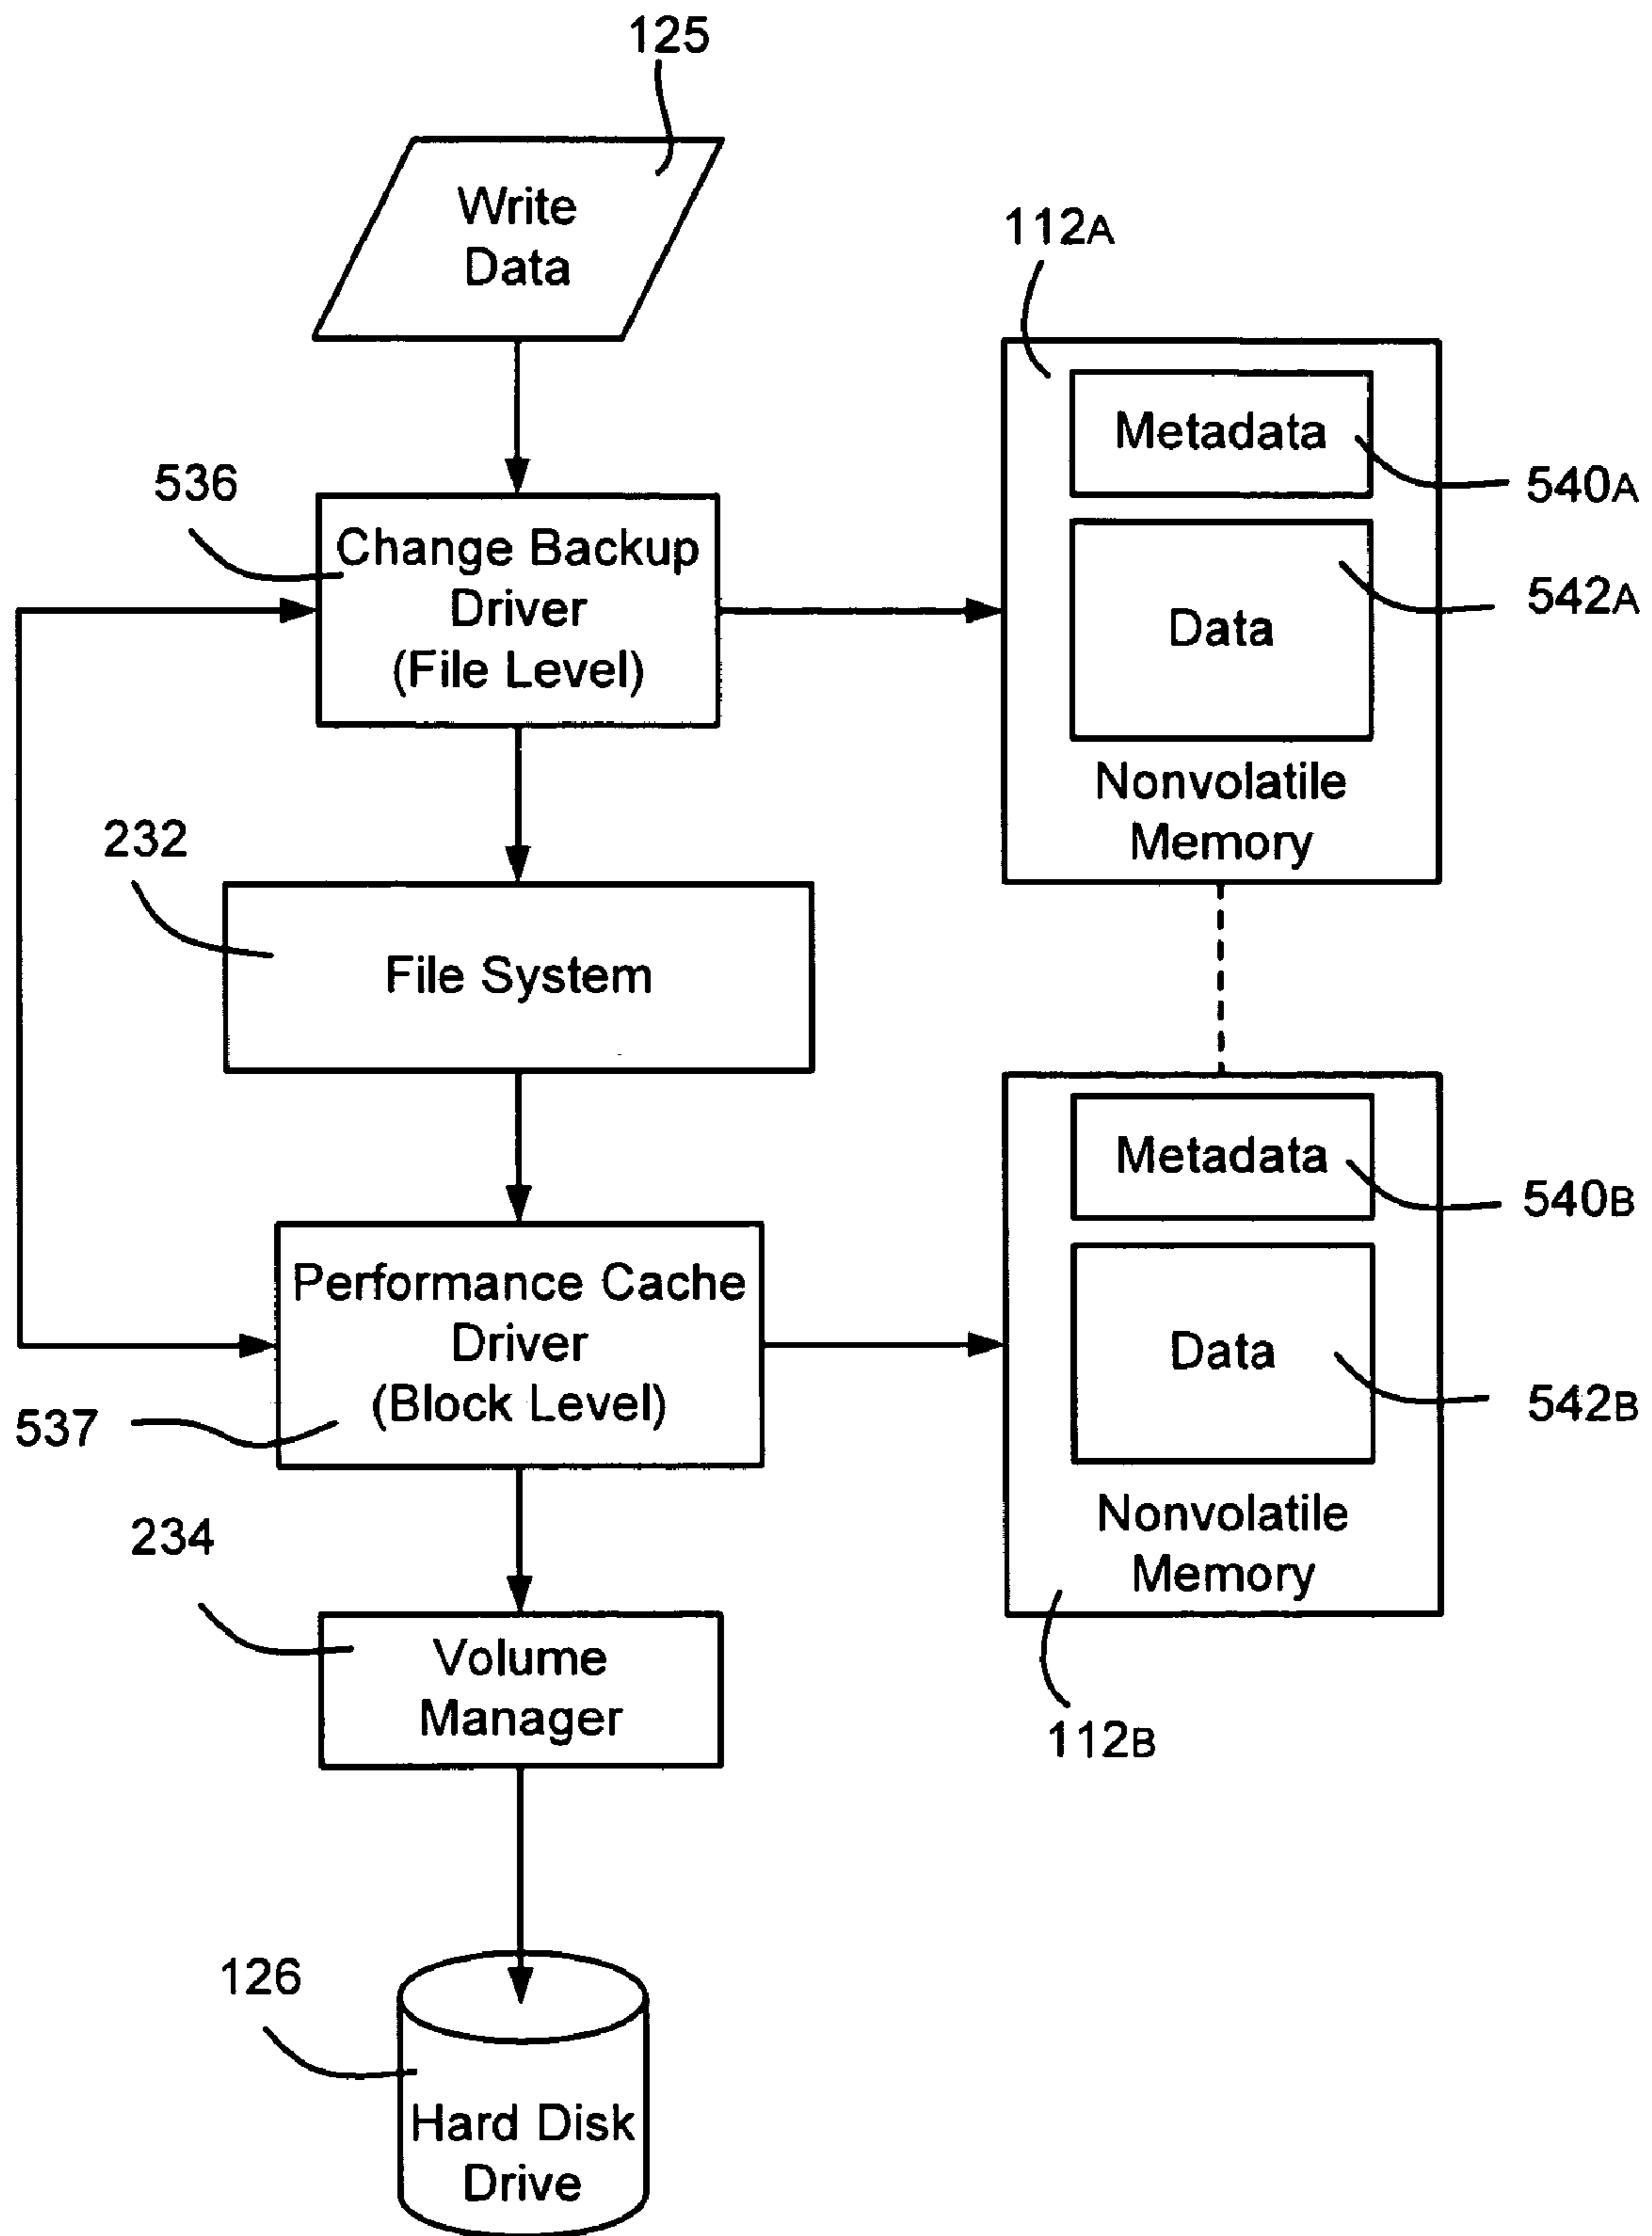 125
Write
Data
112A
Metadata
540A
536
Change Backup
Driver
(File Level)
542A
Data
Nonvolatile
Memory
232
File System
Metadata
540B
Performance Cache
Driver
(Block Level)
Data
542B
537
Nonvolatile
Memory
234
Volume
Manager
112B
126
Hard Disk
Drive